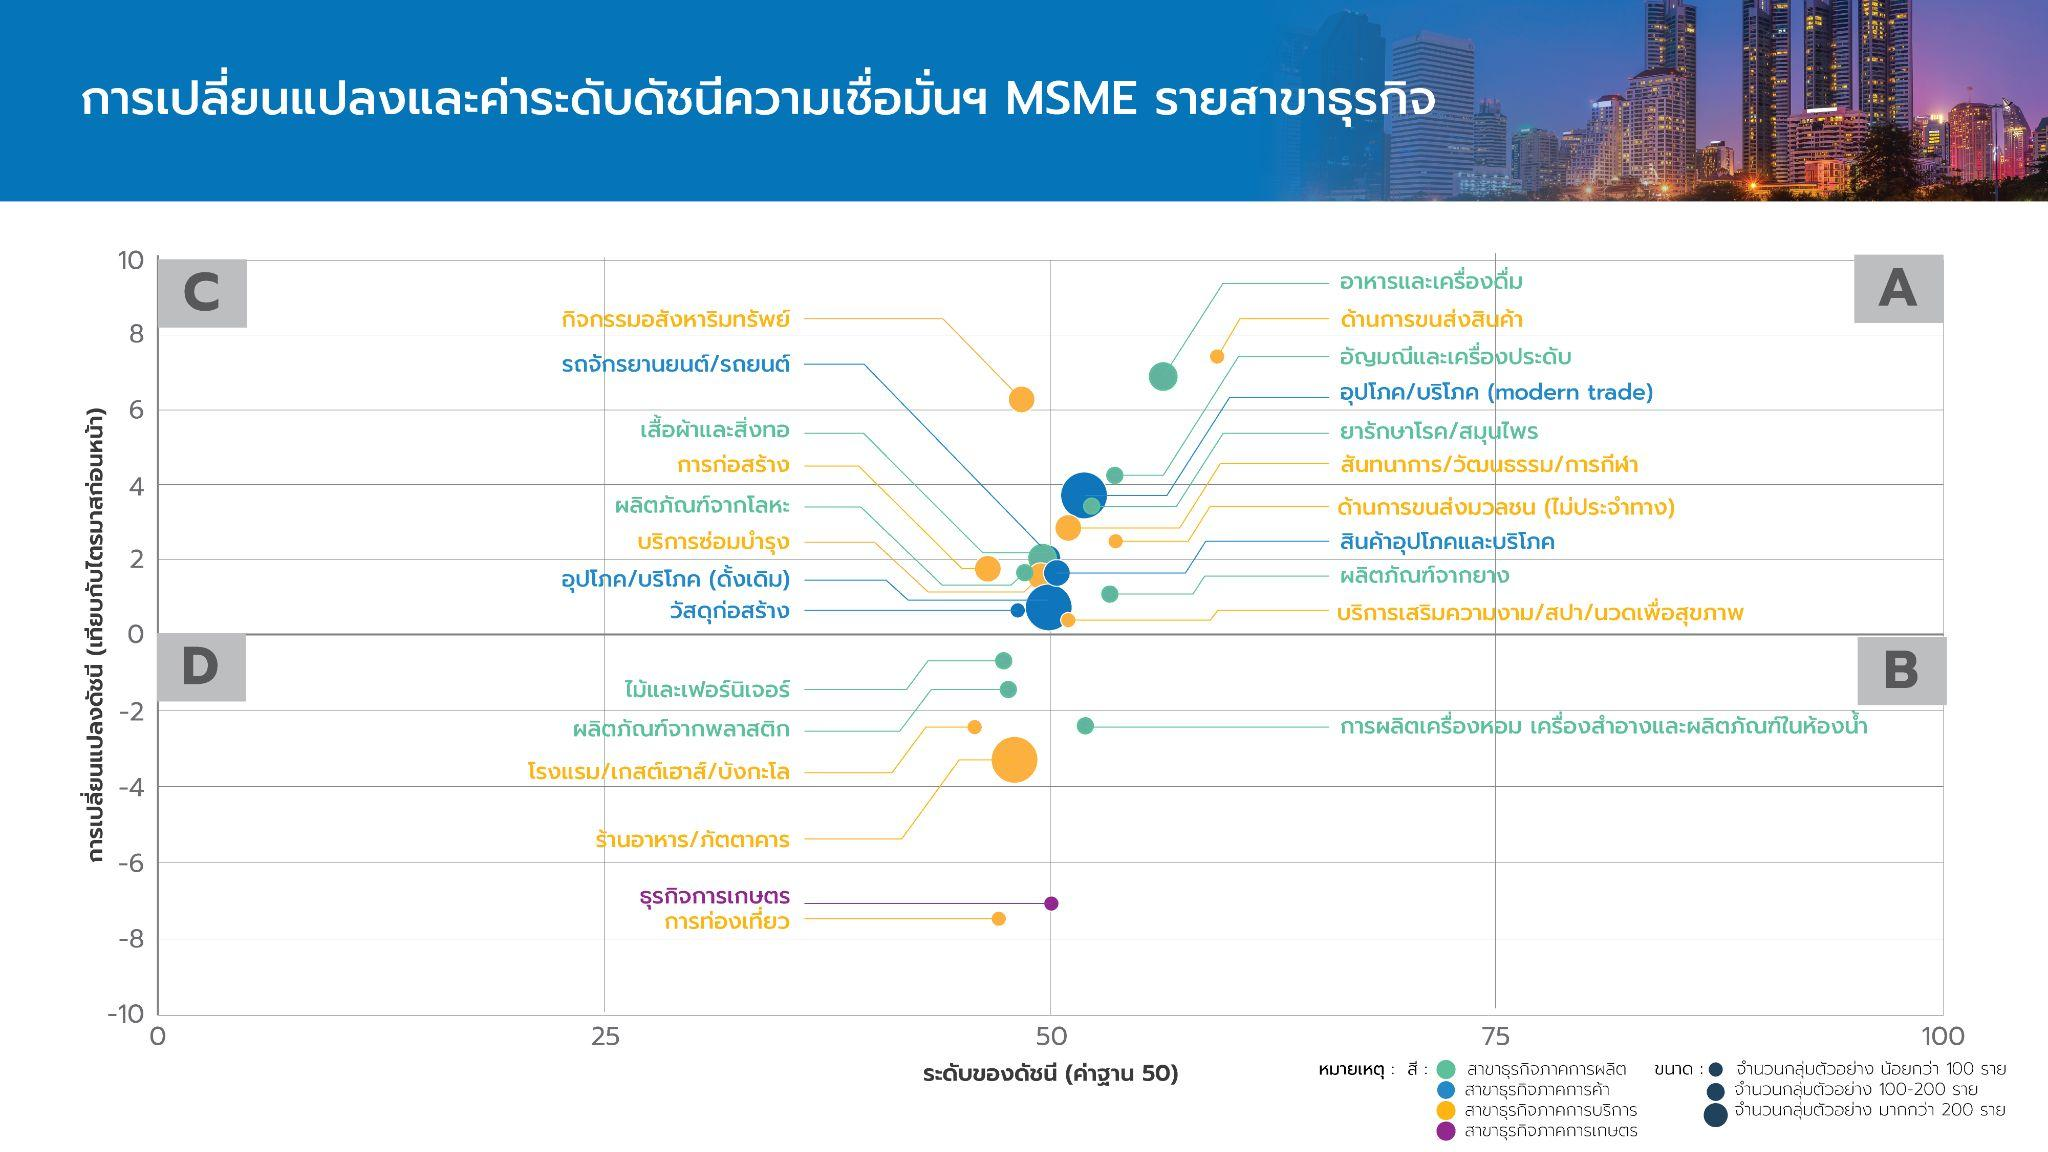 การเปลี่ยนแปลงและค่าระดับดัชนีความเชื่อมั่นฯ MSME รายสาขาธุรกิจ
การเปลี่ยนแปลงดัชนี (เทียบกับไตรมาสก่อนหน้า)
10
8
6
4
2
0
-2
-4
-6
-8
-10
C
A
D
B
กิจกรรมอสังหาริมทรัพย์
รถจักรยานยนต์/รถยนต์
เสื้อผ้าและสิ่งทอ
การก่อสร้าง
ผลิตภัณฑ์จากโลหะ
บริการซ่อมบำรุง
อุปโภค/บริโภค (ดั้งเดิม)
วัสดุก่อสร้าง
อาหารและเครื่องดื่ม
ด้านการขนส่งสินค้า
อัญมณีและเครื่องประดับ
อุปโภค/บริโภค (modern trade)
ยารักษาโรค/สมุนไพร
สันทนาการ/วัฒนธรรม/การกีฬา
ด้านการขนส่งมวลชน (ไม่ประจำทาง)
สินค้าอุปโภคและบริโภค
ผลิตภัณฑ์จากยาง
บริการเสริมความงาม/สปา/นวดเพื่อสุขภาพ
ไม้และเฟอร์นิเจอร์
ผลิตภัณฑ์จากพลาสติก
โรงแรม/เกสต์เฮาส์/บังกะโล
ร้านอาหาร/ภัตตาคาร
ธุรกิจการเกษตร
การท่องเที่ยว
การผลิตเครื่องหอม เครื่องสำอางและผลิตภัณฑ์ในห้องน้ำ
0 25 50 75 100
ระดับของดัชนี (ค่าฐาน 50)
หมายเหตุ : สี : สาขาธุรกิจภาคการผลิต
สาขาธุรกิจภาคการค้า
สาขาธุรกิจภาคการบริการ
สาขาธุรกิจภาคการเกษตร
ขนาด : จำนวนกลุ่มตัวอย่าง น้อยกว่า 100 ราย
จำนวนกลุ่มตัวอย่าง 100-200 ราย
จำนวนกลุ่มตัวอย่าง มากกว่า 200 ราย